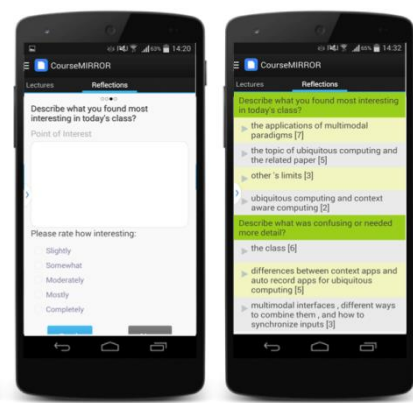 14:20
CourseMIRROR
Lectures
Reflections
Describe what you found most
interesting in today's class?
Point of Interest
Please rate how interesting:
Slightly
Somewhat
Moderately
Mostly
Completely
14:32
CourseMIRROR
Lectures
Reflections
Describe what you found most interesting
in today's class?
the applications of multimodal
paradigms [7]
the topic of ubiquitous computing and
the related paper [5]
other 's limits [3]
ubiquitous computing and context
aware computing [2]
Describe what was confusing or needed
more detail?
the class [6]
differences between context apps and
auto record apps for ubiquitous
computing [5]
multimodal interfaces , different ways
to combine them , and how to
synchronize inputs [3]